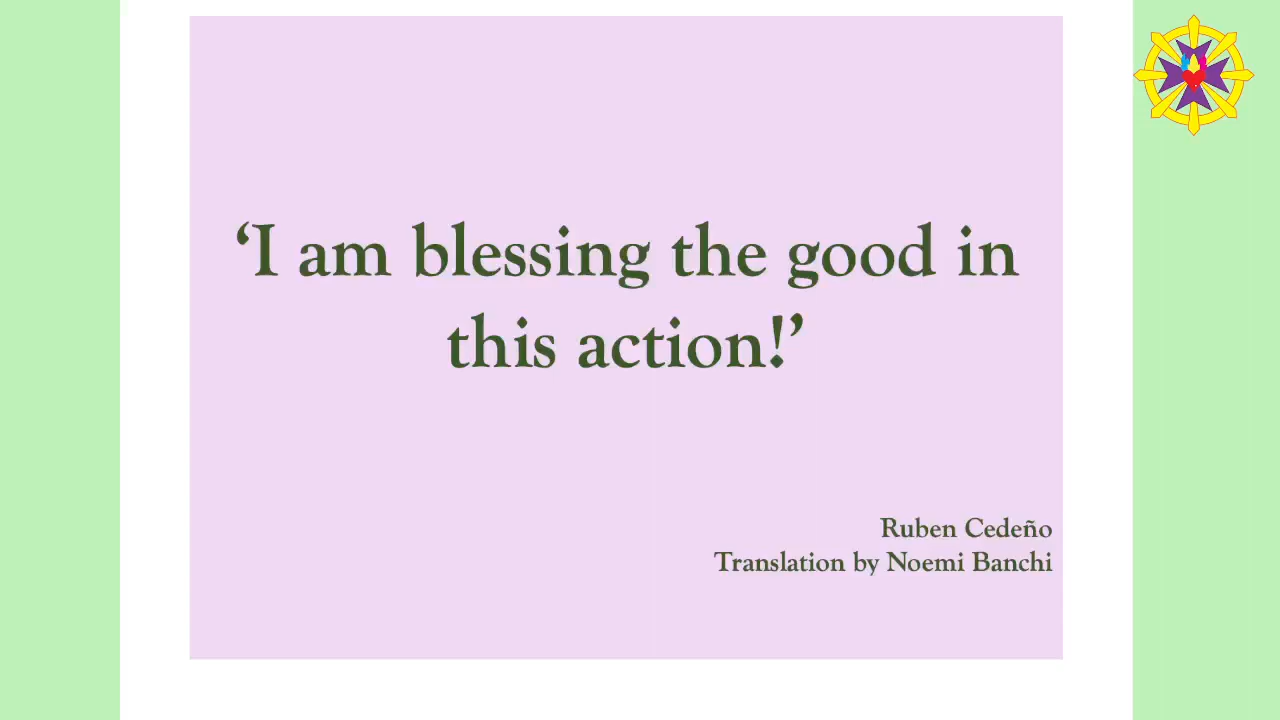 ‘I am blessing the good in
this action!’
Ruben Cedeño
Translation by Noemi Banchi